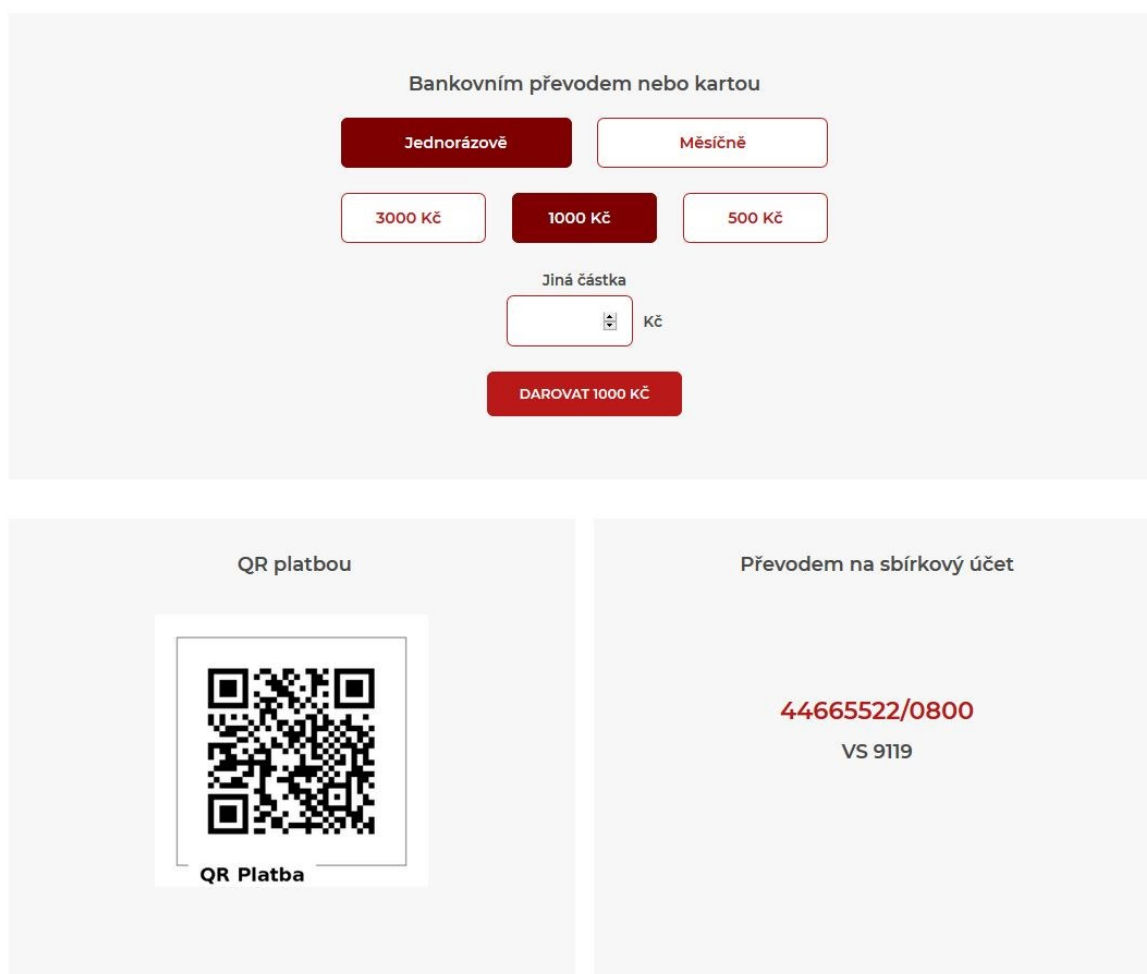 Bankovním převodem nebo kartou
Jednorázově Měsíčně
3000 Kč 1000 Kč 500 Kč
Jiná částka
Kč
DAROVAT 1000 KČ
QR platbou
QR Platba
Převodem na sbírkový účet
44665522/0800
VS 9119